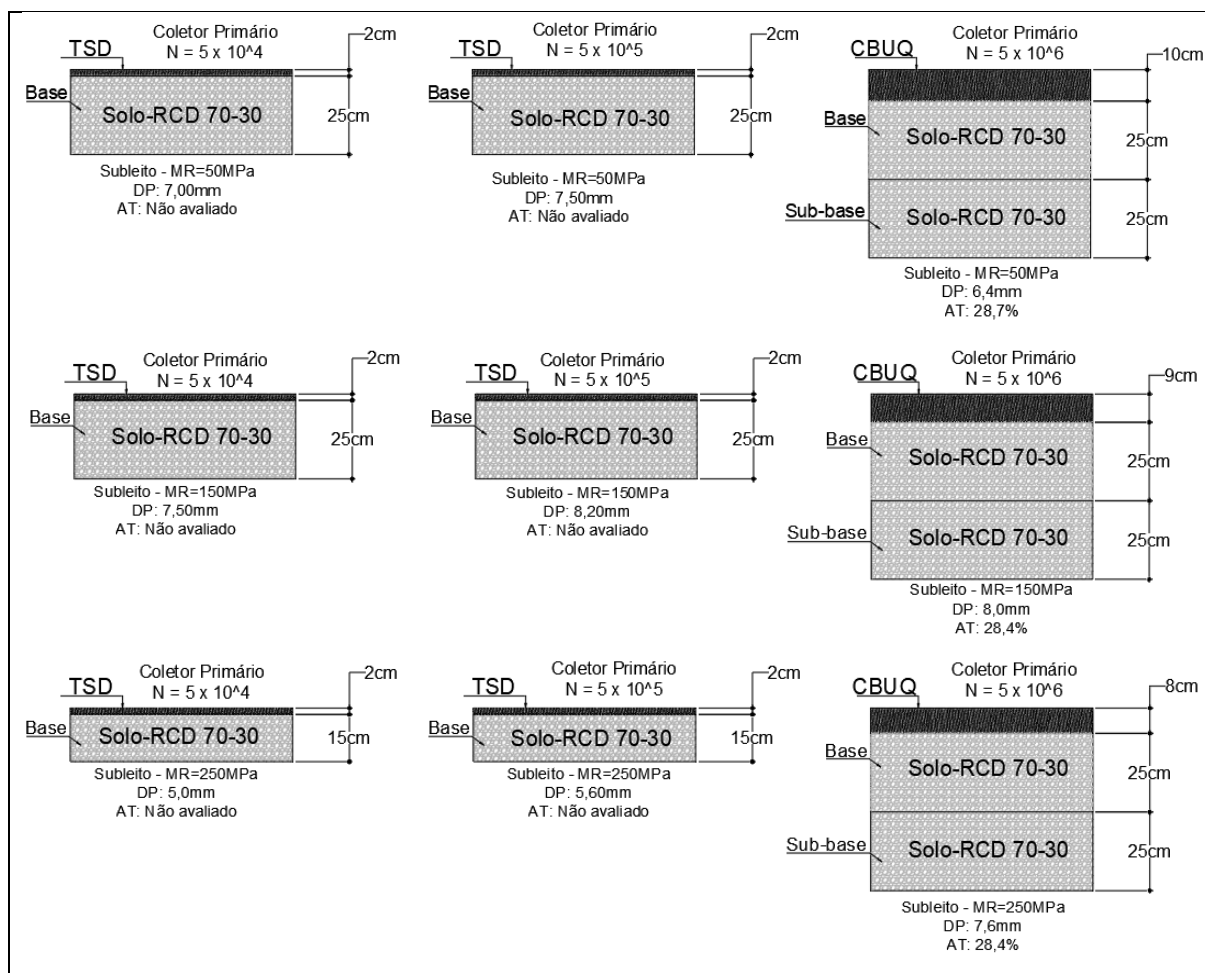 Coletor Primário
N = 5 x 10^4
TSD
2cm
Base
Solo-RCD 70-30
25cm
Subleito - MR=50MPa
DP: 7,00mm
AT: Não avaliado
Coletor Primário
N = 5 x 10^5
TSD
2cm
Base
Solo-RCD 70-30
25cm
Subleito - MR=50MPa
DP: 7,50mm
AT: Não avaliado
Coletor Primário
N = 5 x 10^6
CBUQ
10cm
Base
Solo-RCD 70-30
25cm
Sub-base
Solo-RCD 70-30
25cm
Subleito - MR=50MPa
DP: 6,4mm
AT: 28,7%
Coletor Primário
N = 5 x 10^4
TSD
2cm
Base
Solo-RCD 70-30
25cm
Subleito - MR=150MPa
DP: 7,50mm
AT: Não avaliado
Coletor Primário
N = 5 x 10^5
TSD
2cm
Base
Solo-RCD 70-30
25cm
Subleito - MR=150MPa
DP: 8,20mm
AT: Não avaliado
Coletor Primário
N = 5 x 10^6
CBUQ
9cm
Base
Solo-RCD 70-30
25cm
Sub-base
Solo-RCD 70-30
25cm
Subleito - MR=150MPa
DP: 8,0mm
AT: 28,4%
Coletor Primário
N = 5 x 10^4
TSD
2cm
Base
Solo-RCD 70-30
15cm
Subleito - MR=250MPa
DP: 5,0mm
AT: Não avaliado
Coletor Primário
N = 5 x 10^5
TSD
2cm
Base
Solo-RCD 70-30
15cm
Subleito - MR=250MPa
DP: 5,60mm
AT: Não avaliado
Coletor Primário
N = 5 x 10^6
CBUQ
8cm
Base
Solo-RCD 70-30
25cm
Sub-base
Solo-RCD 70-30
25cm
Subleito - MR=250MPa
DP: 7,6mm
AT: 28,4%